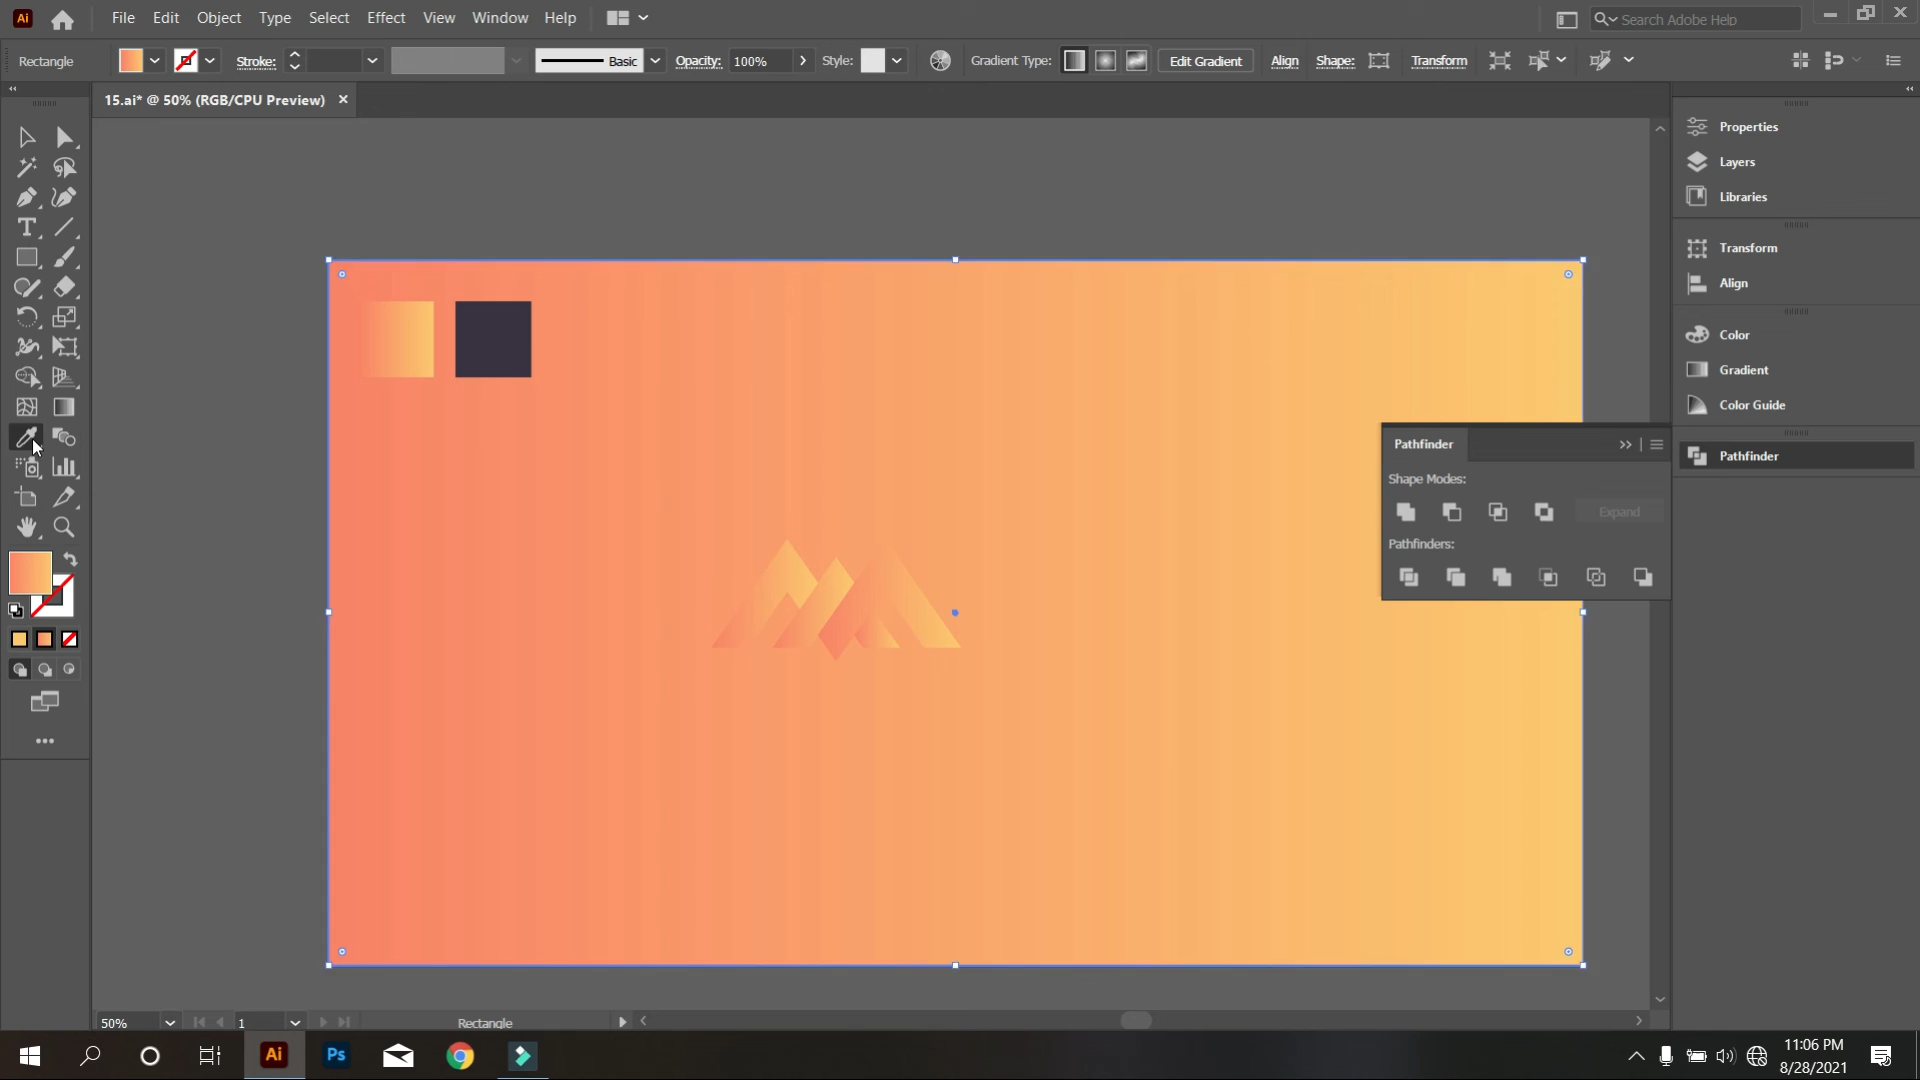 Ai File Edit Object Type Select Effect View Window Help Search Adobe Help
Rectangle Stroke: Basic Opacity: 100% Style: Gradient Type: Edit Gradient Align Shape: Transform
15.ai* @ 50% (RGB/CPU Preview) ×
Properties
Layers
Libraries
Transform
Align
Color
Gradient
Color Guide
Pathfinder
Pathfinder
Shape Modes:
Expand
Pathfinders:
50% 1 Rectangle
Ai Ps
11:06 PM
8/28/2021